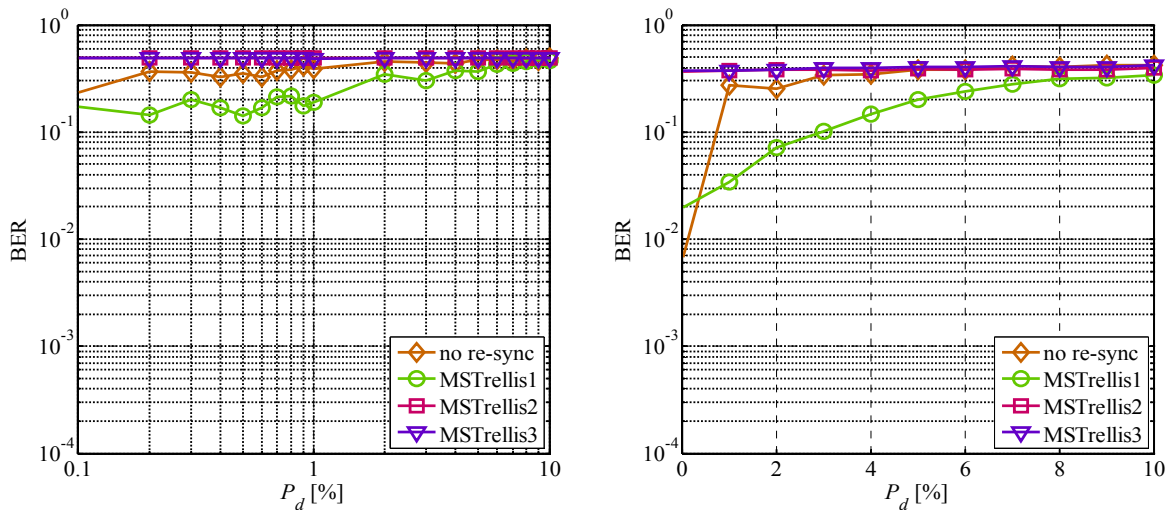 10^0
10^-1
10^-2
10^-3
10^-4
BER
0.1 1 10
P_d [%]
no re-sync
MSTrellis1
MSTrellis2
MSTrellis3
10^0
10^-1
10^-2
10^-3
10^-4
BER
0 2 4 6 8 10
P_d [%]
no re-sync
MSTrellis1
MSTrellis2
MSTrellis3